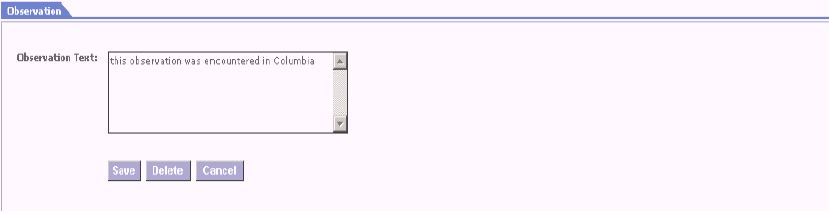 Observation
Observation Text: this observation was encountered in Columbia
Save Delete Cancel